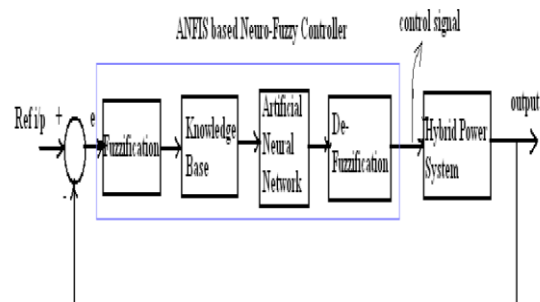 ANFIS based Neuro-Fuzzy Controller
control signal
Ref i/p
+
-
e
Fuzzification
Knowledge
Base
Artificial
Neural
Network
De-
Fuzzification
Hybrid Power
System
output